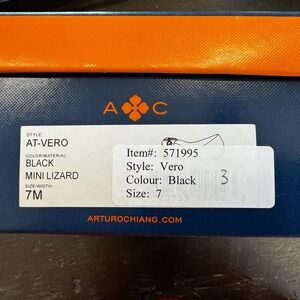 A C
STYLE
AT-VERO
COLOR/MATERIAL
BLACK
MINI LIZARD
SIZE/WIDTH
7M
Item#: 571995
Style: Vero
Colour: Black
Size: 7
3
ARTUROCHIANG.COM